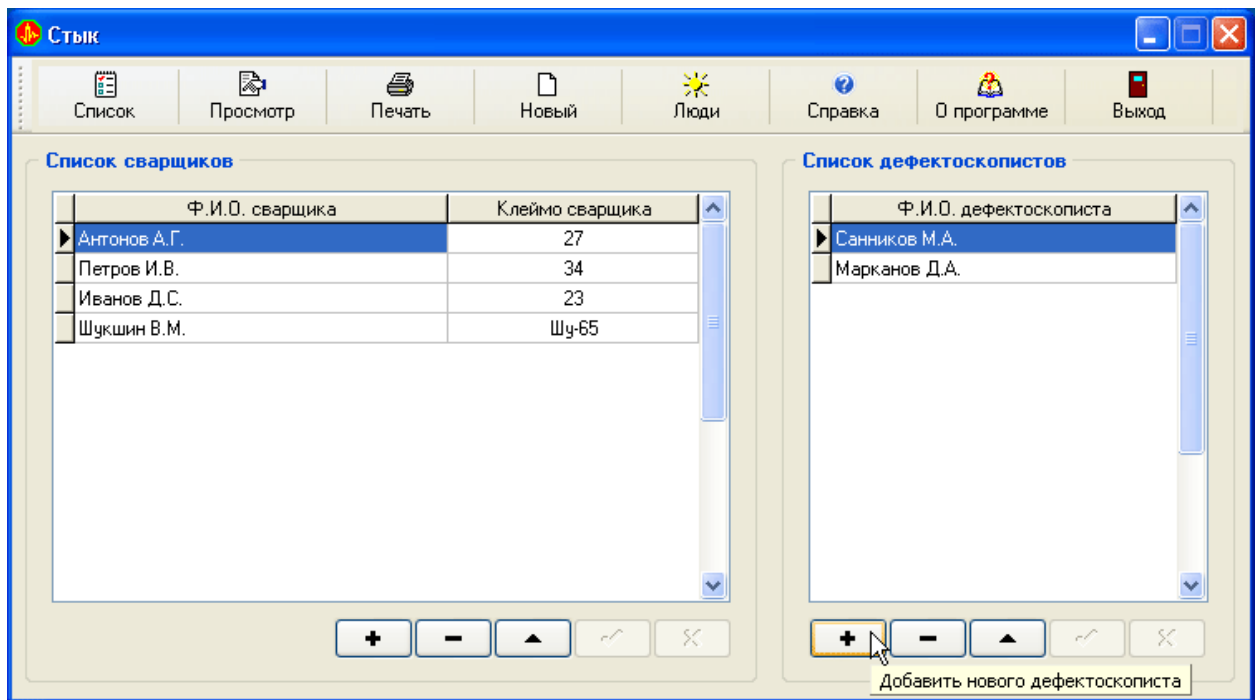 Стык
Список Просмотр Печать Новый Люди Справка О программе Выход
Список сварщиков
Ф.И.О. сварщика Клеймо сварщика
Антонов А.Г. 27
Петров И.В. 34
Иванов Д.С. 23
Шукшин В.М. Шу-65
Список дефектоскопистов
Ф.И.О. дефектоскописта
Санников М.А.
Марканов Д.А.
Добавить нового дефектоскописта